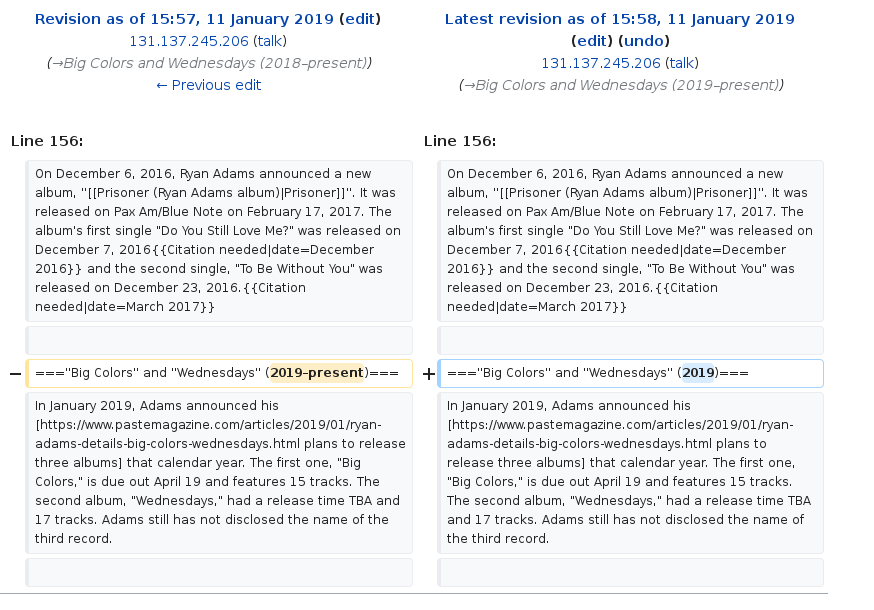 Revision as of 15:57, 11 January 2019 (edit)
131.137.245.206 (talk)
(→Big Colors and Wednesdays (2018–present))
← Previous edit
Latest revision as of 15:58, 11 January 2019
(edit) (undo)
131.137.245.206 (talk)
(→Big Colors and Wednesdays (2019–present))
Line 156:
Line 156:
On December 6, 2016, Ryan Adams announced a new
album, ''[[Prisoner (Ryan Adams album)|Prisoner]]''. It was
released on Pax Am/Blue Note on February 17, 2017. The
album's first single "Do You Still Love Me?" was released on
December 7, 2016{{Citation needed|date=December
2016}} and the second single, "To Be Without You" was
released on December 23, 2016.{{Citation
needed|date=March 2017}}
On December 6, 2016, Ryan Adams announced a new
album, ''[[Prisoner (Ryan Adams album)|Prisoner]]''. It was
released on Pax Am/Blue Note on February 17, 2017. The
album's first single "Do You Still Love Me?" was released on
December 7, 2016{{Citation needed|date=December
2016}} and the second single, "To Be Without You" was
released on December 23, 2016.{{Citation
needed|date=March 2017}}
− ==="Big Colors" and "Wednesdays" (2019–present)===
+ ==="Big Colors" and "Wednesdays" (2019)===
In January 2019, Adams announced his
[https://www.pastemagazine.com/articles/2019/01/ryan-
adams-details-big-colors-wednesdays.html plans to release
three albums] that calendar year. The first one, "Big
Colors," is due out April 19 and features 15 tracks. The
second album, "Wednesdays," had a release time TBA and
17 tracks. Adams still has not disclosed the name of the
third record.
In January 2019, Adams announced his
[https://www.pastemagazine.com/articles/2019/01/ryan-
adams-details-big-colors-wednesdays.html plans to
release three albums] that calendar year. The first one,
"Big Colors," is due out April 19 and features 15 tracks.
The second album, "Wednesdays," had a release time TBA
and 17 tracks. Adams still has not disclosed the name of
the third record.